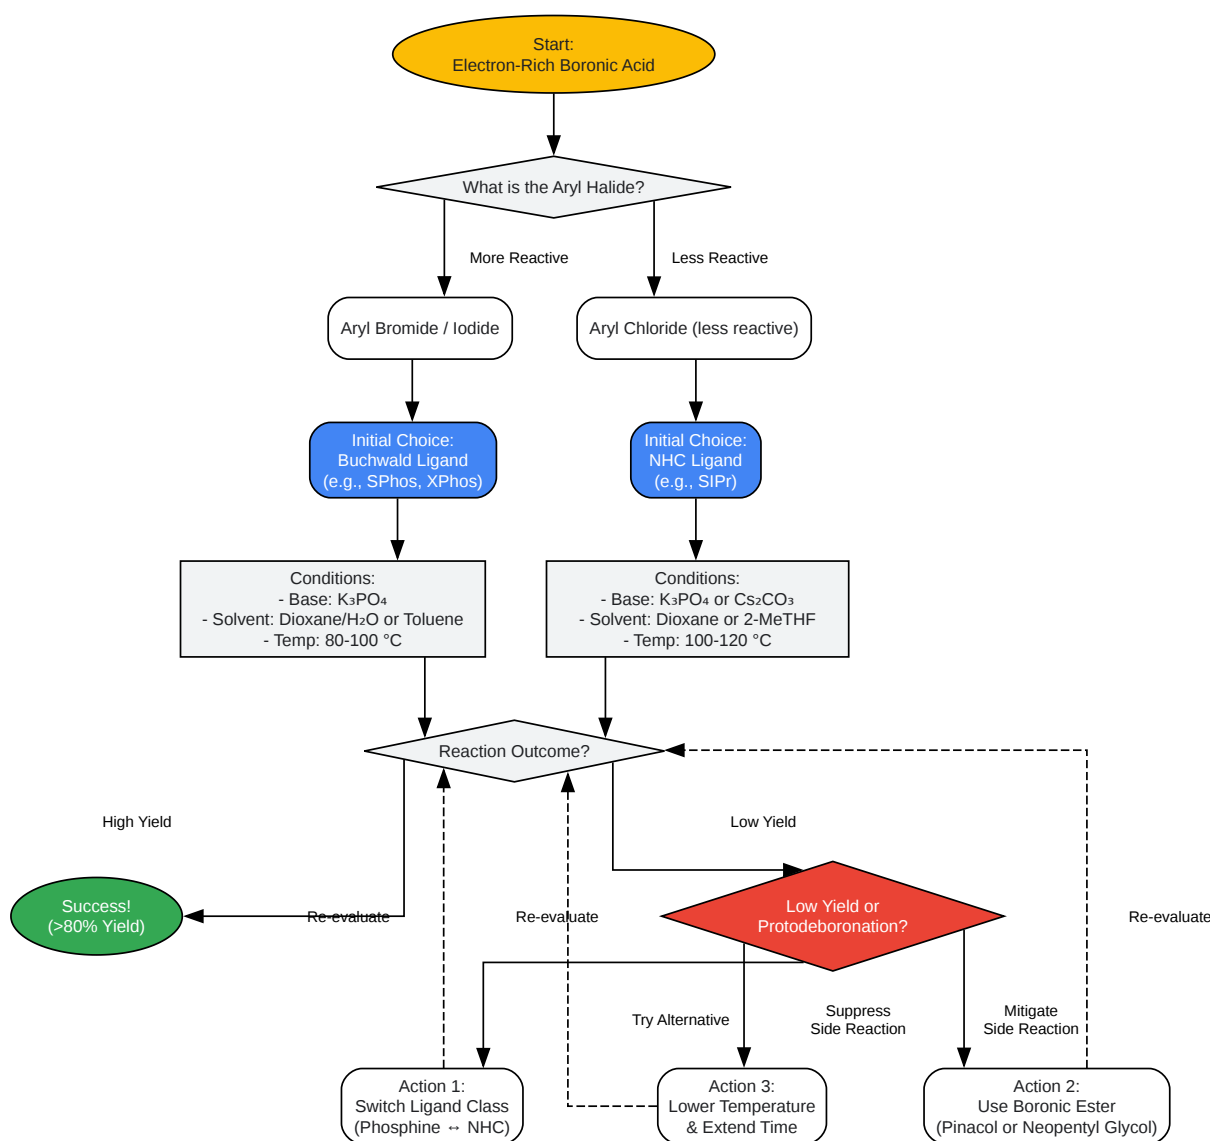 Start:
Electron-Rich Boronic Acid
What is the Aryl Halide?
More Reactive
Less Reactive
Aryl Bromide / Iodide
Aryl Chloride (less reactive)
Initial Choice:
Buchwald Ligand
(e.g., SPhos, XPhos)
Initial Choice:
NHC Ligand
(e.g., SIPr)
Conditions:
- Base: K₃PO₄
- Solvent: Dioxane/H₂O or Toluene
- Temp: 80-100 °C
Conditions:
- Base: K₃PO₄ or Cs₂CO₃
- Solvent: Dioxane or 2-MeTHF
- Temp: 100-120 °C
Reaction Outcome?
High Yield
Low Yield
Success!
(>80% Yield)
Re-evaluate
Re-evaluate
Low Yield or
Protodeboronation?
Re-evaluate
Try Alternative
Suppress
Side Reaction
Mitigate
Side Reaction
Action 1:
Switch Ligand Class
(Phosphine ↔ NHC)
Action 3:
Lower Temperature
& Extend Time
Action 2:
Use Boronic Ester
(Pinacol or Neopentyl Glycol)